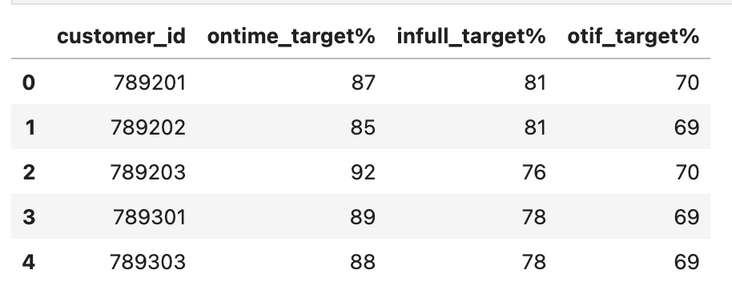 customer_id ontime_target% infull_target% otif_target%
0 789201 87 81 70
1 789202 85 81 69
2 789203 92 76 70
3 789301 89 78 69
4 789303 88 78 69